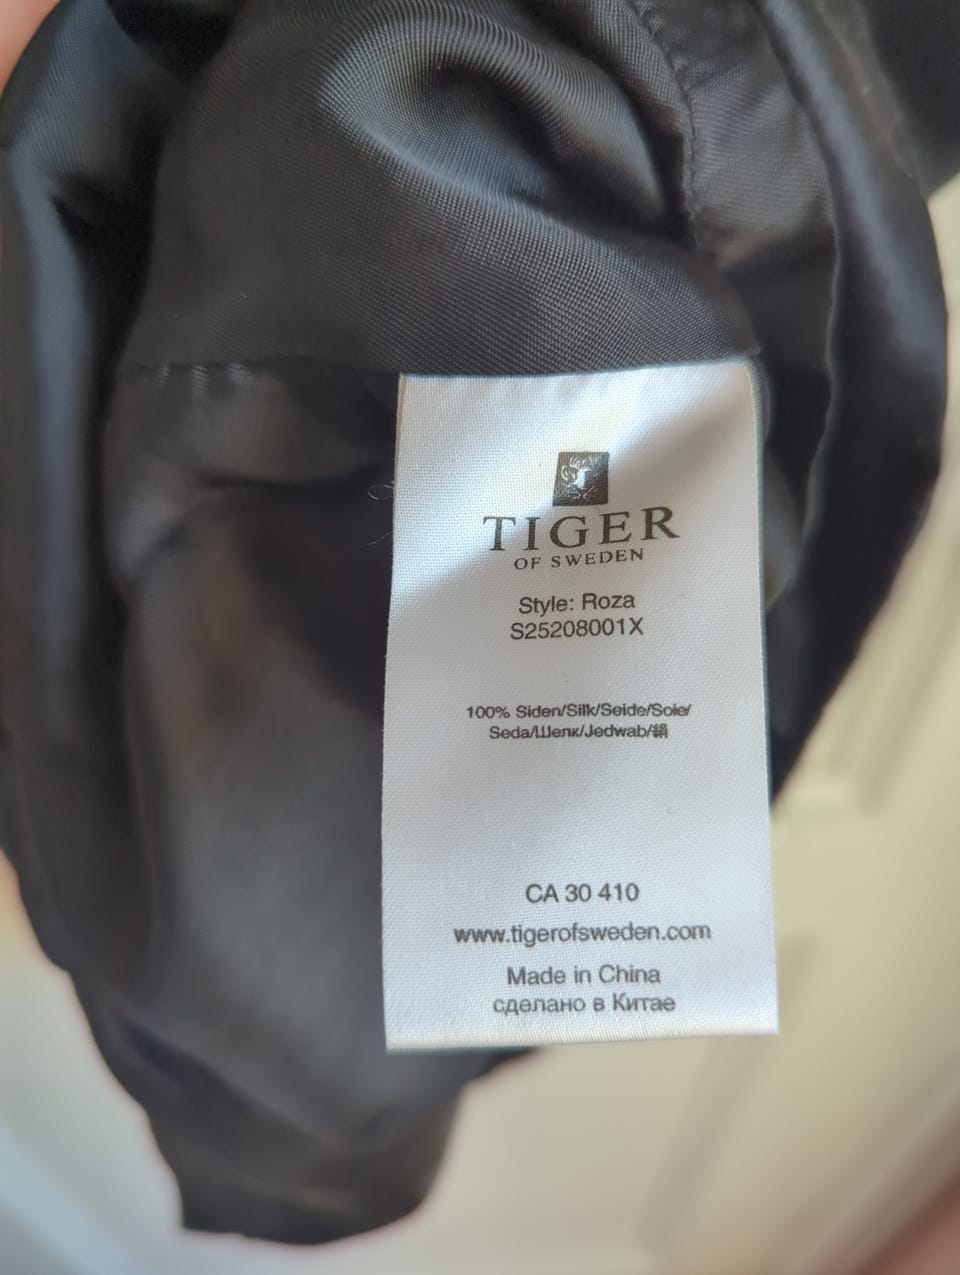 TIGER
OF SWEDEN
Style: Roza
S25208001X
100% Siden/Silk/Seide/Soie/
Seda/Шелк/Jedwab/絹
CA 30 410
www.tigerofsweden.com
Made in China
сделано в Китае